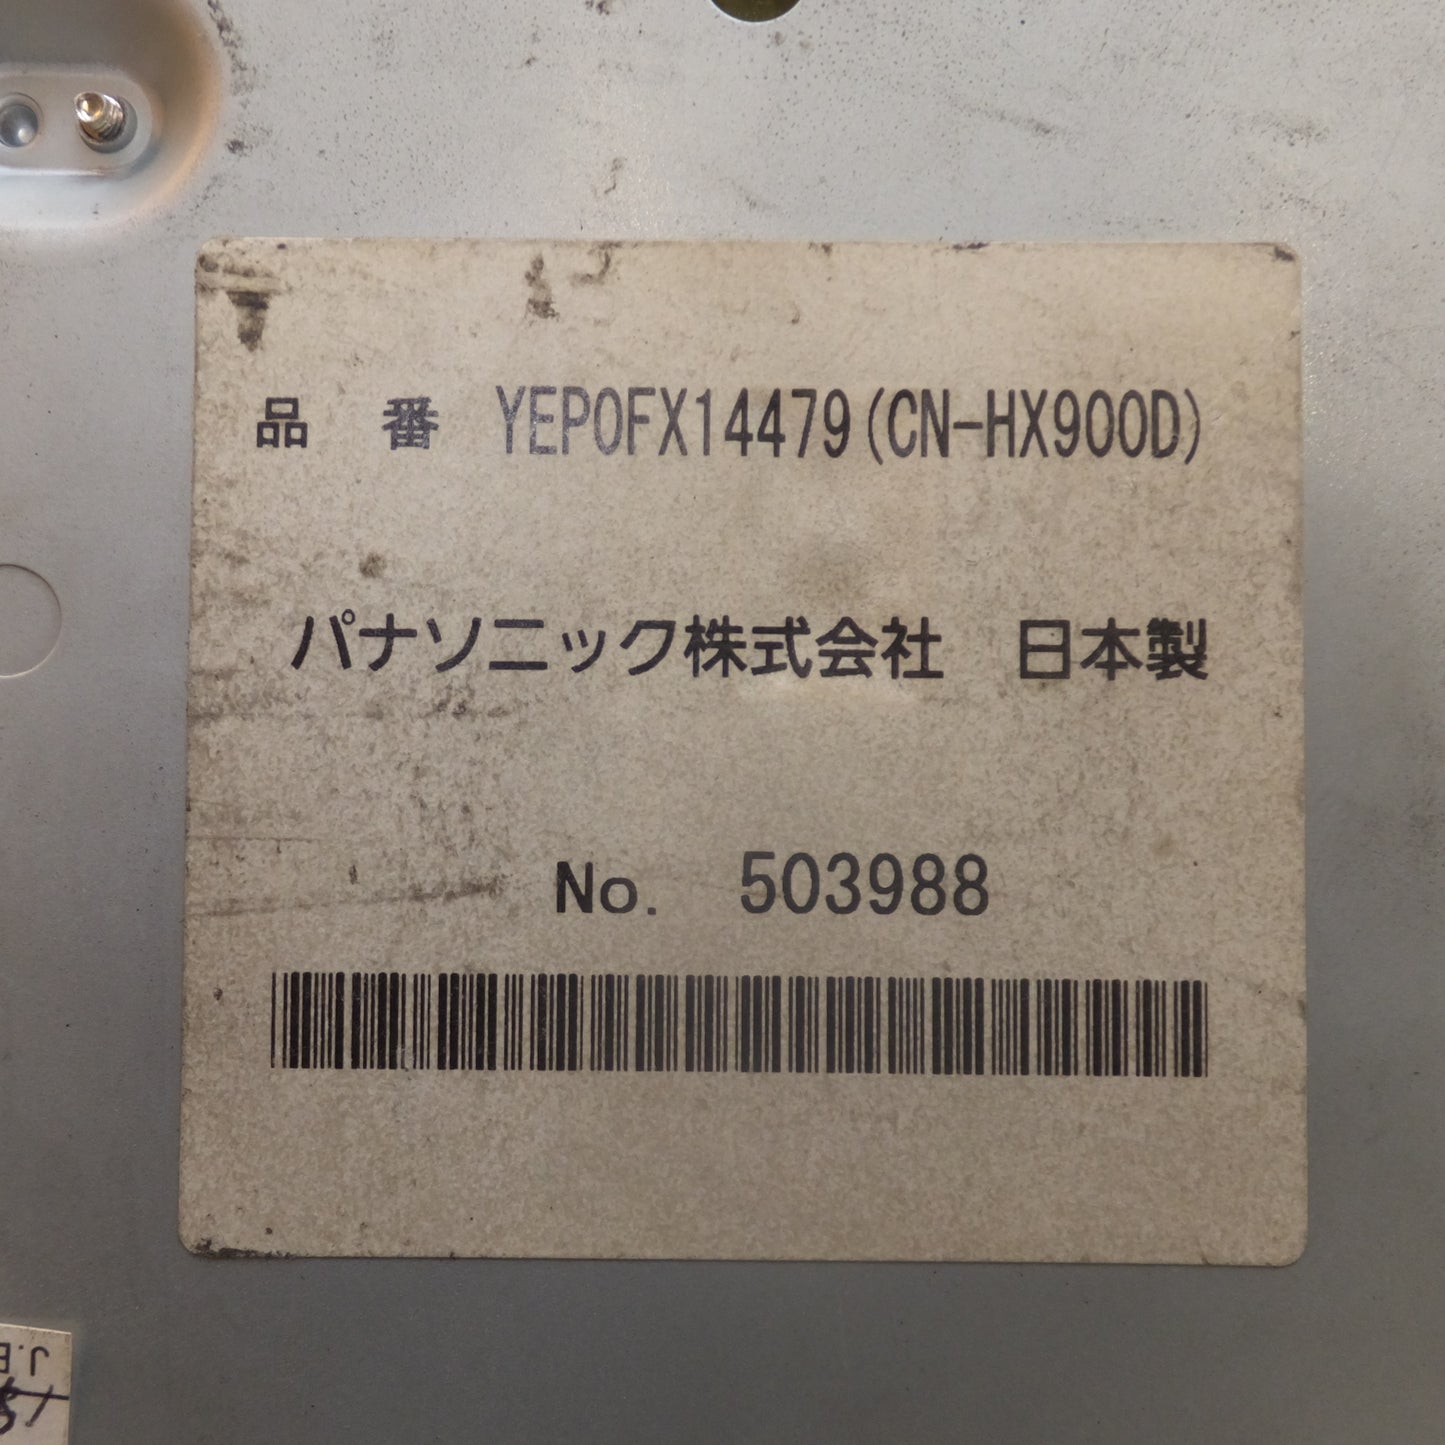 品 番 YEP0FX14479(CN-HX900D)
パナソニック株式会社 日本製
No. 503988